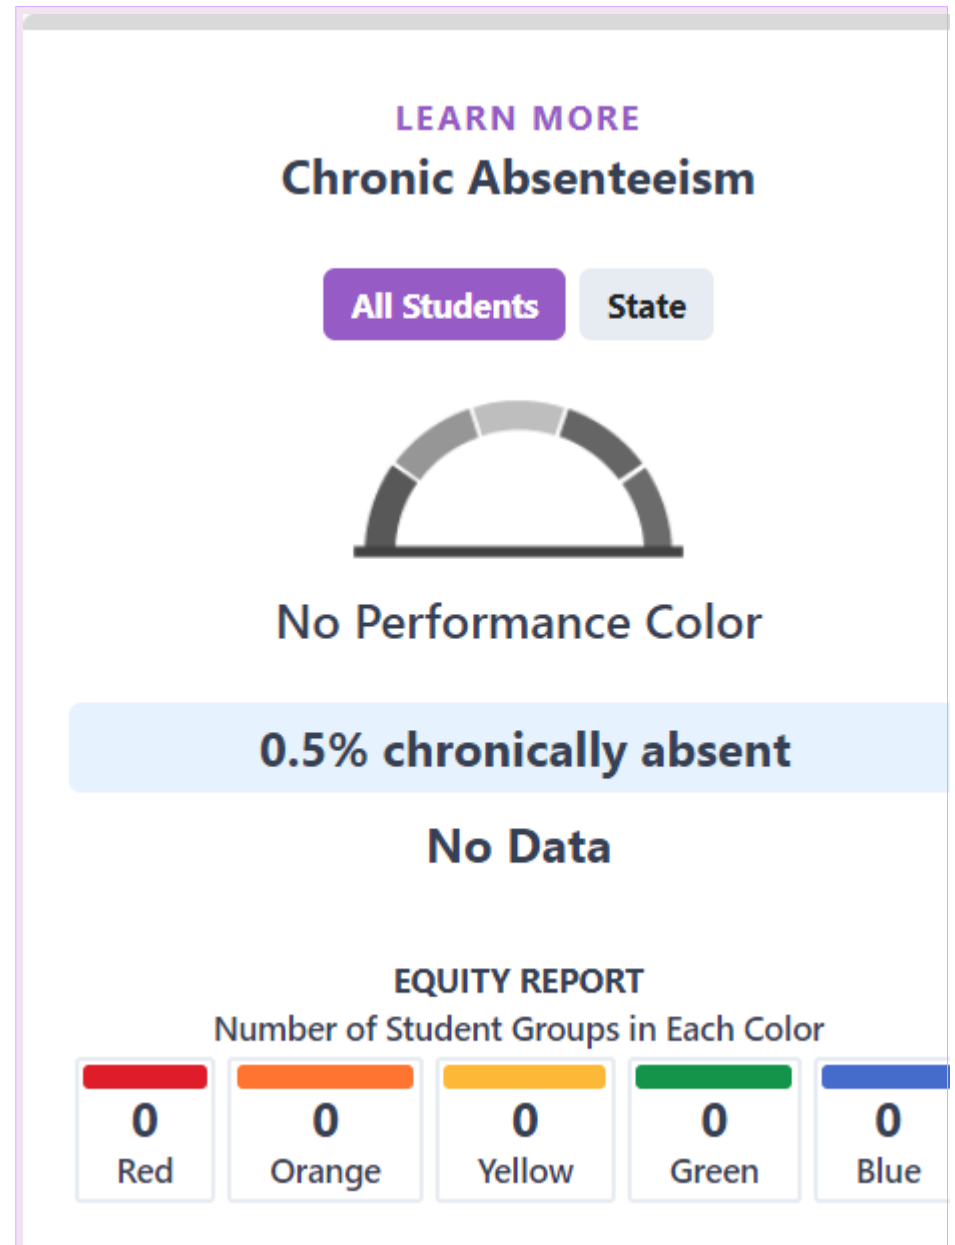 LEARN MORE
Chronic Absenteeism
All Students State
No Performance Color
0.5% chronically absent
No Data
EQUITY REPORT
Number of Student Groups in Each Color
0 0 0 0 0
Red Orange Yellow Green Blue